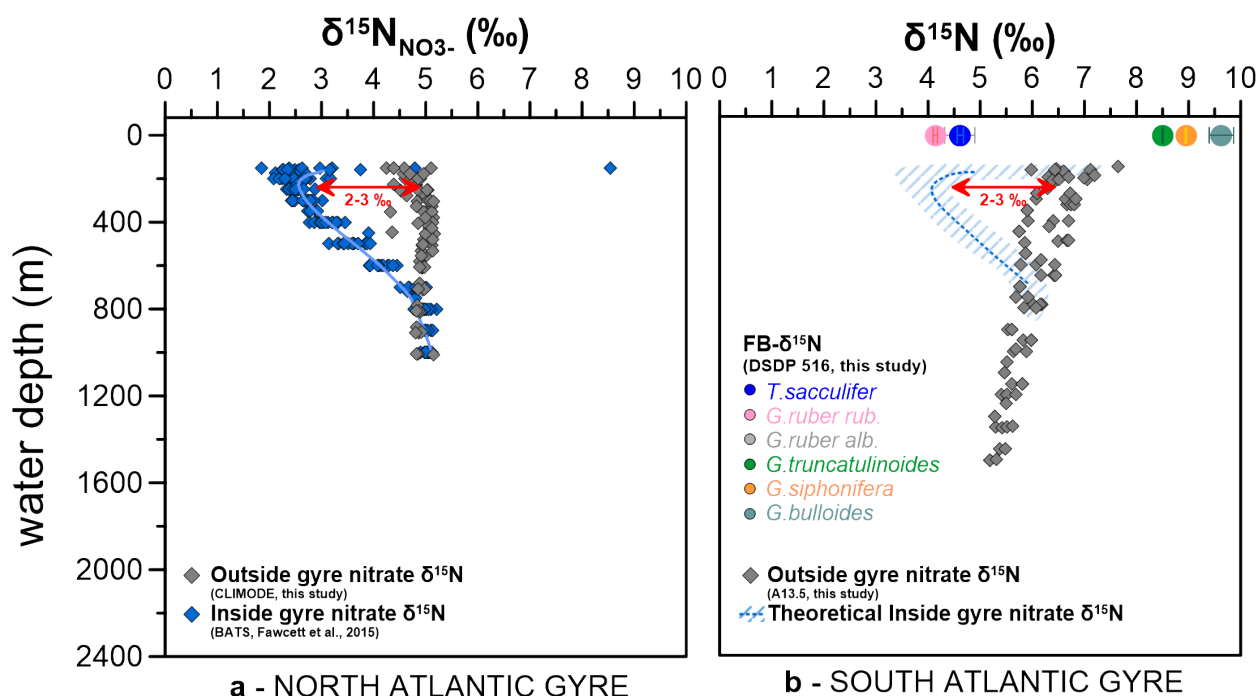 δ¹⁵N_NO3- (‰)
0 1 2 3 4 5 6 7 8 9 10
water depth (m)
0
400
800
1200
1600
2000
2400
2-3 ‰
Outside gyre nitrate δ¹⁵N
(CLIMODE, this study)
Inside gyre nitrate δ¹⁵N
(BATS, Fawcett et al., 2015)
a - NORTH ATLANTIC GYRE
δ¹⁵N (‰)
0 1 2 3 4 5 6 7 8 9 10
2-3 ‰
FB-δ¹⁵N
(DSDP 516, this study)
T.sacculifer
G.ruber rub.
G.ruber alb.
G.truncatulinoides
G.siphonifera
G.bulloides
Outside gyre nitrate δ¹⁵N
(A13.5, this study)
Theoretical Inside gyre nitrate δ¹⁵N
b - SOUTH ATLANTIC GYRE